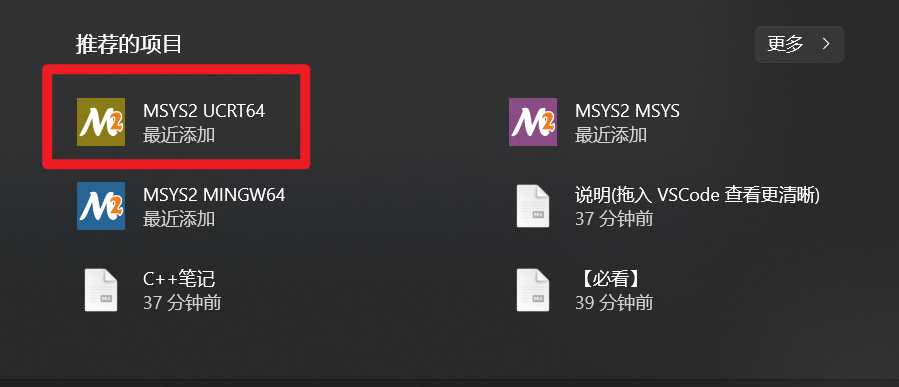 推荐的项目
更多
MSYS2 UCRT64
最近添加
MSYS2 MSYS
最近添加
MSYS2 MINGW64
最近添加
说明(拖入 VSCode 查看更清晰)
37 分钟前
C++笔记
37 分钟前
【必看】
39 分钟前